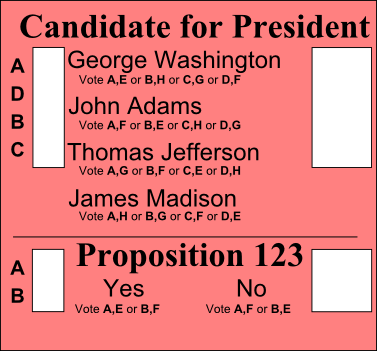 Candidate for President
A
D
B
C
George Washington
Vote A,E or B,H or C,G or D,F
John Adams
Vote A,F or B,E or C,H or D,G
Thomas Jefferson
Vote A,G or B,F or C,E or D,H
James Madison
Vote A,H or B,G or C,F or D,E
Proposition 123
A
B
Yes No
Vote A,E or B,F Vote A,F or B,E